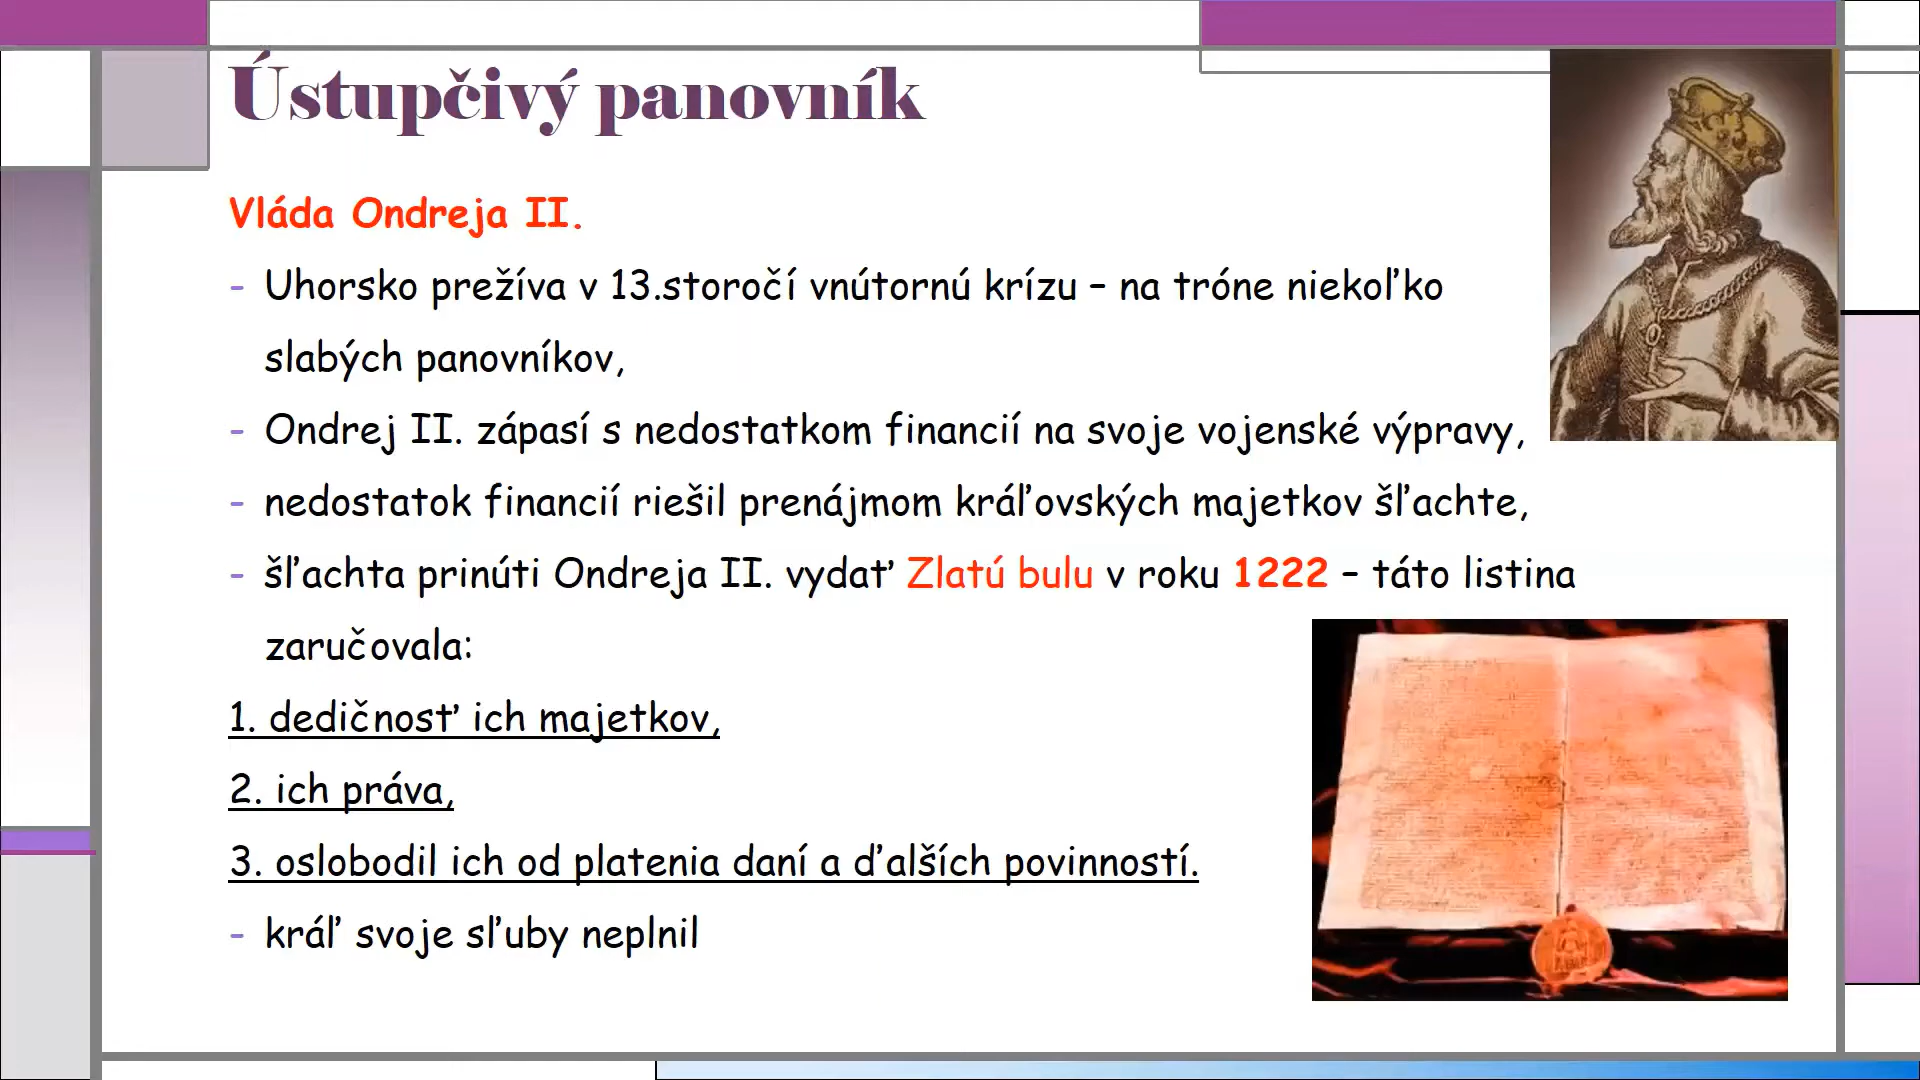 Ústupčivý panovník
Vláda Ondreja II.
- Uhorsko prežíva v 13.storočí vnútornú krízu – na tróne niekoľko
slabých panovníkov,
- Ondrej II. zápasí s nedostatkom financií na svoje vojenské výpravy,
- nedostatok financií riešil prenájmom kráľovských majetkov šľachte,
- šľachta prinúti Ondreja II. vydať Zlatú bulu v roku 1222 – táto listina
zaručovala:
1. dedičnosť ich majetkov,
2. ich práva,
3. oslobodil ich od platenia daní a ďalších povinností.
- kráľ svoje sľuby neplnil